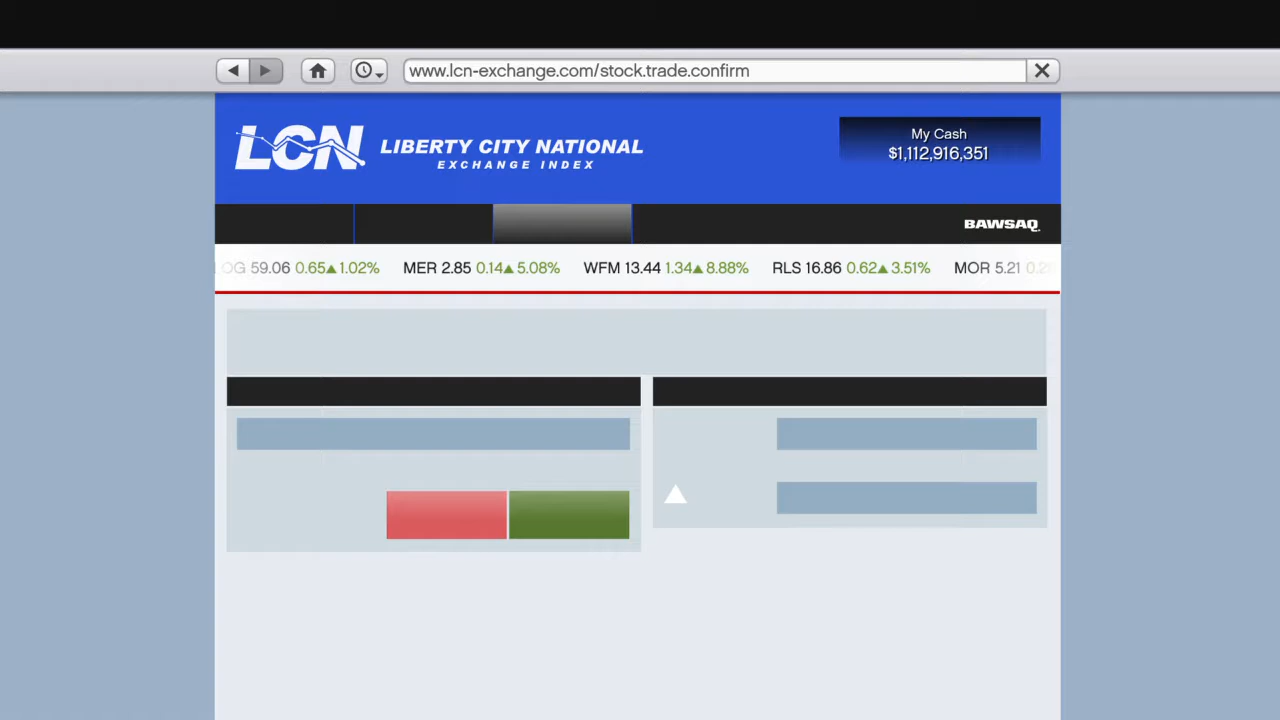 www.lcn-exchange.com/stock.trade.confirm
LCN LIBERTY CITY NATIONAL
EXCHANGE INDEX
My Cash
$1,112,916,351
BAWSAQ
OG 59.06 0.65▲1.02% MER 2.85 0.14▲5.08% WFM 13.44 1.34▲8.88% RLS 16.86 0.62▲3.51% MOR 5.21